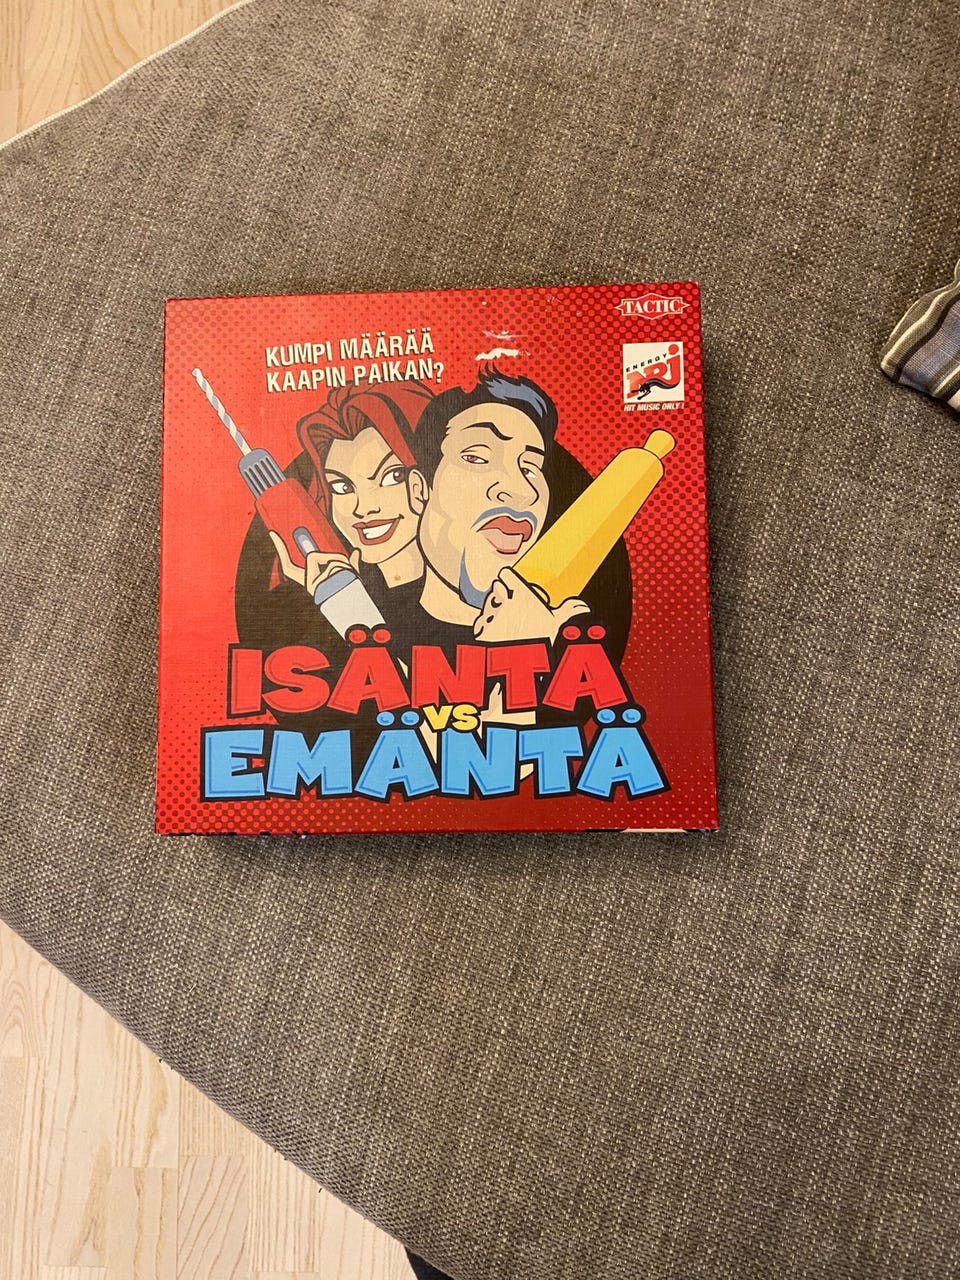 TACTIC
KUMPI MÄÄRÄÄ
KAAPIN PAIKAN?
ENERGY
NRJ
HIT MUSIC ONLY!
ISÄNTÄ
VS
EMÄNTÄ